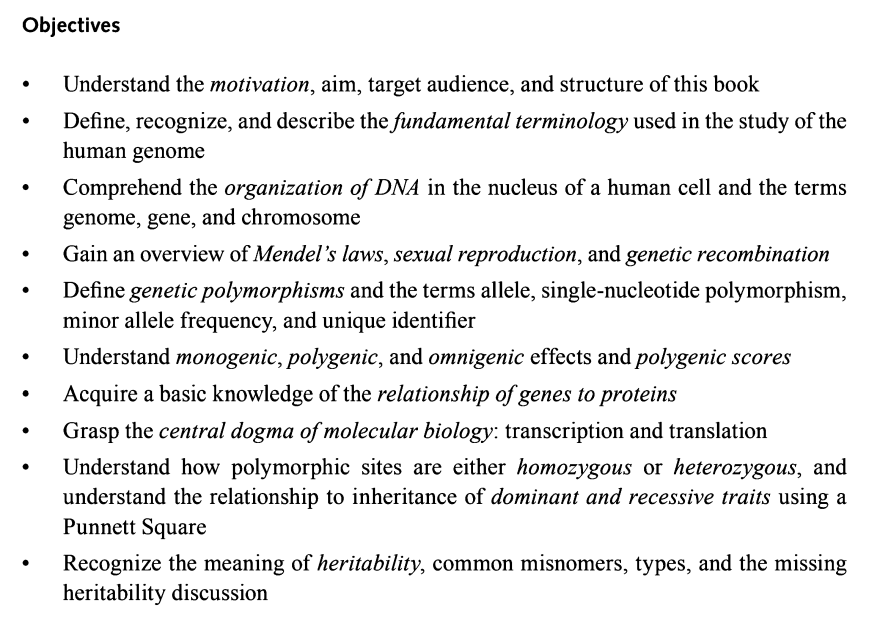 Objectives
• Understand the motivation, aim, target audience, and structure of this book
• Define, recognize, and describe the fundamental terminology used in the study of the
human genome
• Comprehend the organization of DNA in the nucleus of a human cell and the terms
genome, gene, and chromosome
• Gain an overview of Mendel’s laws, sexual reproduction, and genetic recombination
• Define genetic polymorphisms and the terms allele, single-nucleotide polymorphism,
minor allele frequency, and unique identifier
• Understand monogenic, polygenic, and omnigenic effects and polygenic scores
• Acquire a basic knowledge of the relationship of genes to proteins
• Grasp the central dogma of molecular biology: transcription and translation
• Understand how polymorphic sites are either homozygous or heterozygous, and
understand the relationship to inheritance of dominant and recessive traits using a
Punnett Square
• Recognize the meaning of heritability, common misnomers, types, and the missing
heritability discussion